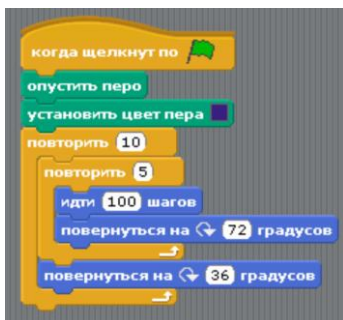 когда щелкнут по
опустить перо
установить цвет пера
повторить 10
повторить 5
идти 100 шагов
повернуться на 72 градусов
повернуться на 36 градусов